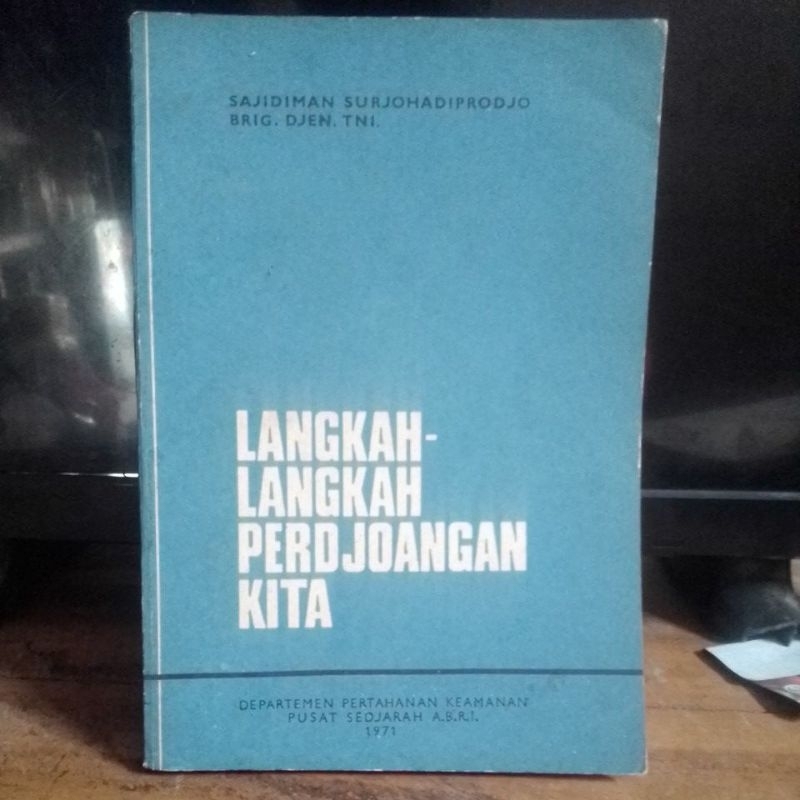 SAJIDIMAN SURJOHADIPRODJO
BRIG. DJEN. TNI.
LANGKAH-
LANGKAH
PERDJOANGAN
KITA
DEPARTEMEN PERTAHANAN KEAMANAN
PUSAT SEDJARAH A.B.R.I.
1971